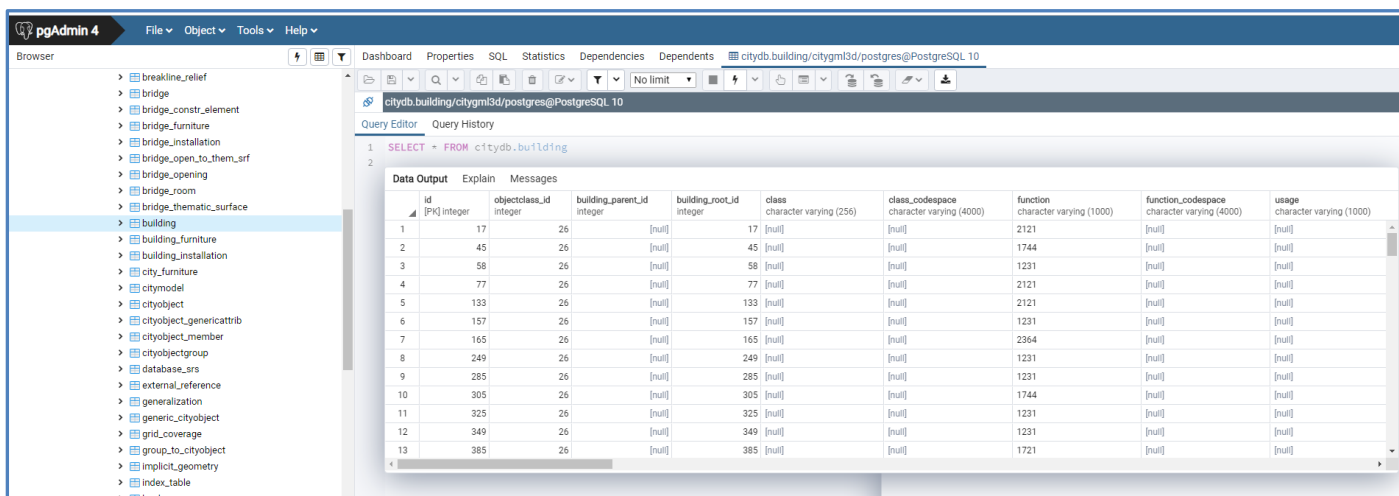 pgAdmin 4 File Object Tools Help
Browser
Dashboard Properties SQL Statistics Dependencies Dependents citydb.building/citygml3d/postgres@PostgreSQL 10
No limit
citydb.building/citygml3d/postgres@PostgreSQL 10
Query Editor Query History
1 SELECT * FROM citydb.building
2
breakline_relief
bridge
bridge_constr_element
bridge_furniture
bridge_installation
bridge_open_to_them_srf
bridge_opening
bridge_room
bridge_thematic_surface
building
building_furniture
building_installation
city_furniture
citymodel
cityobject
cityobject_genericattrib
cityobject_member
cityobjectgroup
database_srs
external_reference
generalization
generic_cityobject
grid_coverage
group_to_cityobject
implicit_geometry
index_table
Data Output Explain Messages
id objectclass_id building_parent_id building_root_id class class_codespace function function_codespace usage
[PK] integer integer integer integer character varying (256) character varying (4000) character varying (1000) character varying (4000) character varying (1000)
1 17 26 [null] 17 [null] [null] 2121 [null] [null]
2 45 26 [null] 45 [null] [null] 1744 [null] [null]
3 58 26 [null] 58 [null] [null] 1231 [null] [null]
4 77 26 [null] 77 [null] [null] 2121 [null] [null]
5 133 26 [null] 133 [null] [null] 2121 [null] [null]
6 157 26 [null] 157 [null] [null] 1231 [null] [null]
7 165 26 [null] 165 [null] [null] 2364 [null] [null]
8 249 26 [null] 249 [null] [null] 1231 [null] [null]
9 285 26 [null] 285 [null] [null] 1231 [null] [null]
10 305 26 [null] 305 [null] [null] 1744 [null] [null]
11 325 26 [null] 325 [null] [null] 1231 [null] [null]
12 349 26 [null] 349 [null] [null] 1231 [null] [null]
13 385 26 [null] 385 [null] [null] 1721 [null] [null]